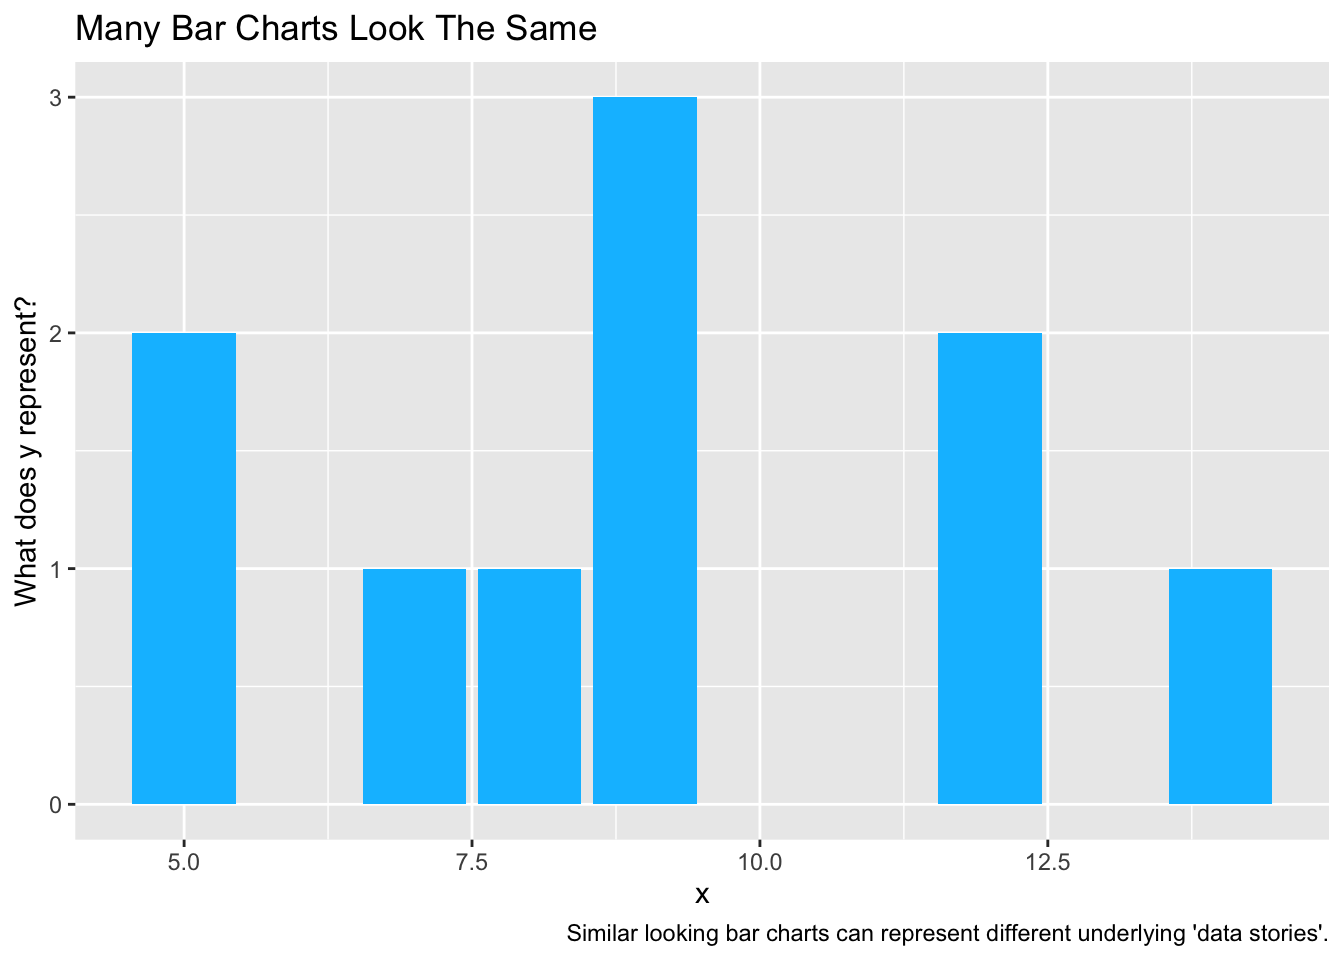 Many Bar Charts Look The Same
3
2
1
0
What does y represent?
5.0
7.5
10.0
12.5
x
Similar looking bar charts can represent different underlying 'data stories'.